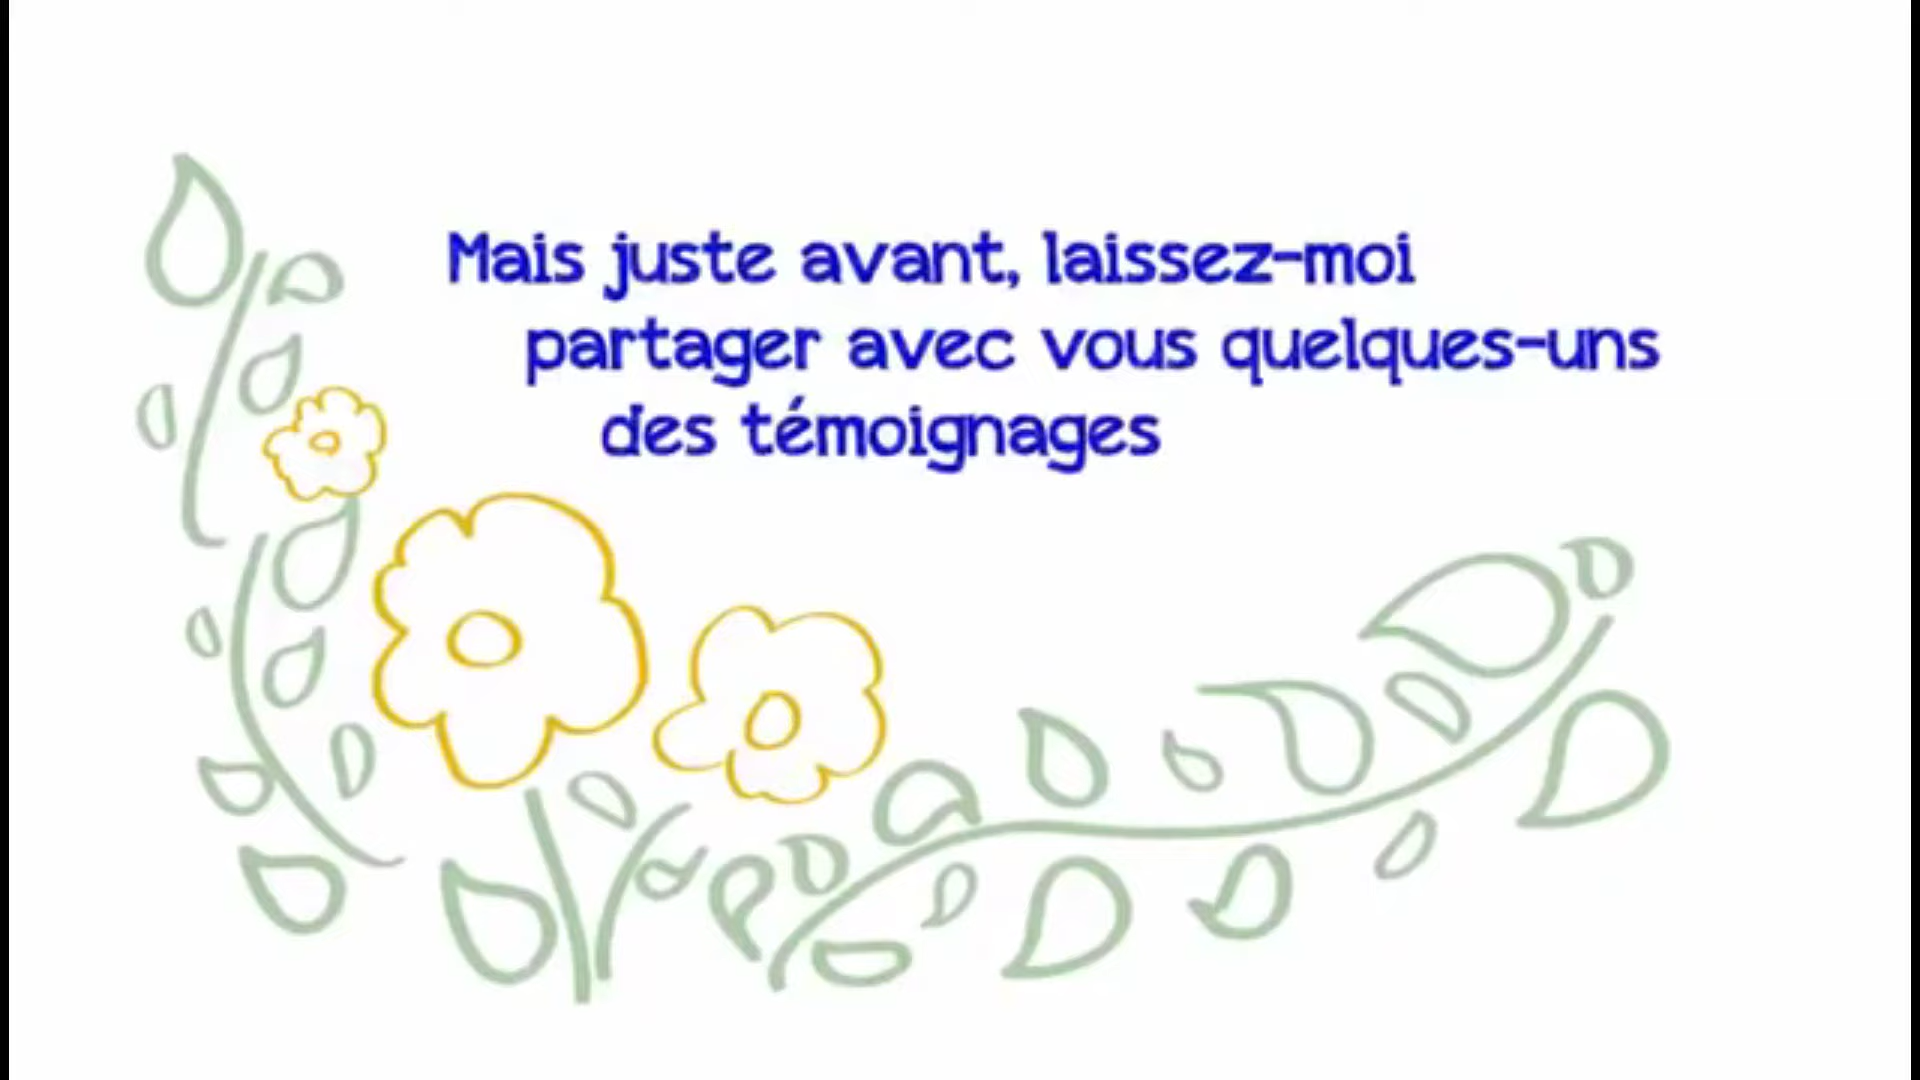 Mais juste avant, laissez-moi
partager avec vous quelques-uns
des témoignages